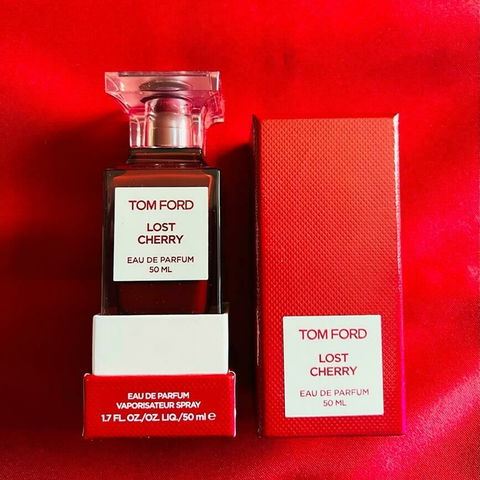 TOM FORD
LOST
CHERRY
EAU DE PARFUM
50 ML
EAU DE PARFUM
VAPORISATEUR SPRAY
1.7 FL. OZ./OZ. LIQ./50 ml ℮
TOM FORD
LOST
CHERRY
EAU DE PARFUM
50 ML